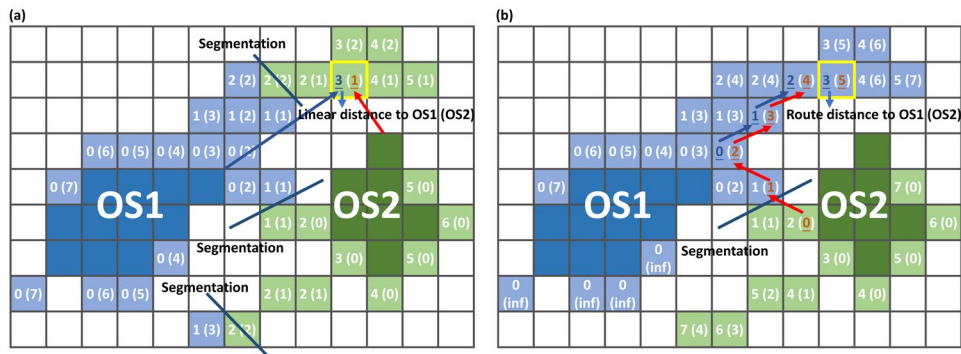 (a)
3 (2) 4 (2)
Segmentation
2 (2) 2 (2) 2 (1) 3 (1) 4 (1) 5 (1)
1 (3) 1 (2) 1 (1) Linear distance to OS1 (OS2)
0 (6) 0 (5) 0 (4) 0 (3) 0 (2)
0 (7) 0 (2) 1 (1) 5 (0)
OS1 OS2
1 (1) 2 (0) 6 (0)
Segmentation
0 (4) 3 (0) 5 (0)
Segmentation
0 (7) 0 (6) 0 (5) 2 (1) 2 (1) 4 (0)
1 (3) 2 (2)
(b)
3 (5) 4 (6)
2 (4) 2 (4) 2 (4) 3 (5) 4 (6) 5 (7)
1 (3) 1 (3) 1 (3) Route distance to OS1 (OS2)
0 (6) 0 (5) 0 (4) 0 (3) 0 (2)
0 (7) 0 (2) 1 (1) 7 (0)
OS1 OS2
1 (1) 2 (0) 6 (0)
Segmentation
0 (inf) 3 (0) 5 (0)
0 (inf) 0 (inf) 0 (inf) 5 (2) 4 (1) 4 (0)
7 (4) 6 (3)